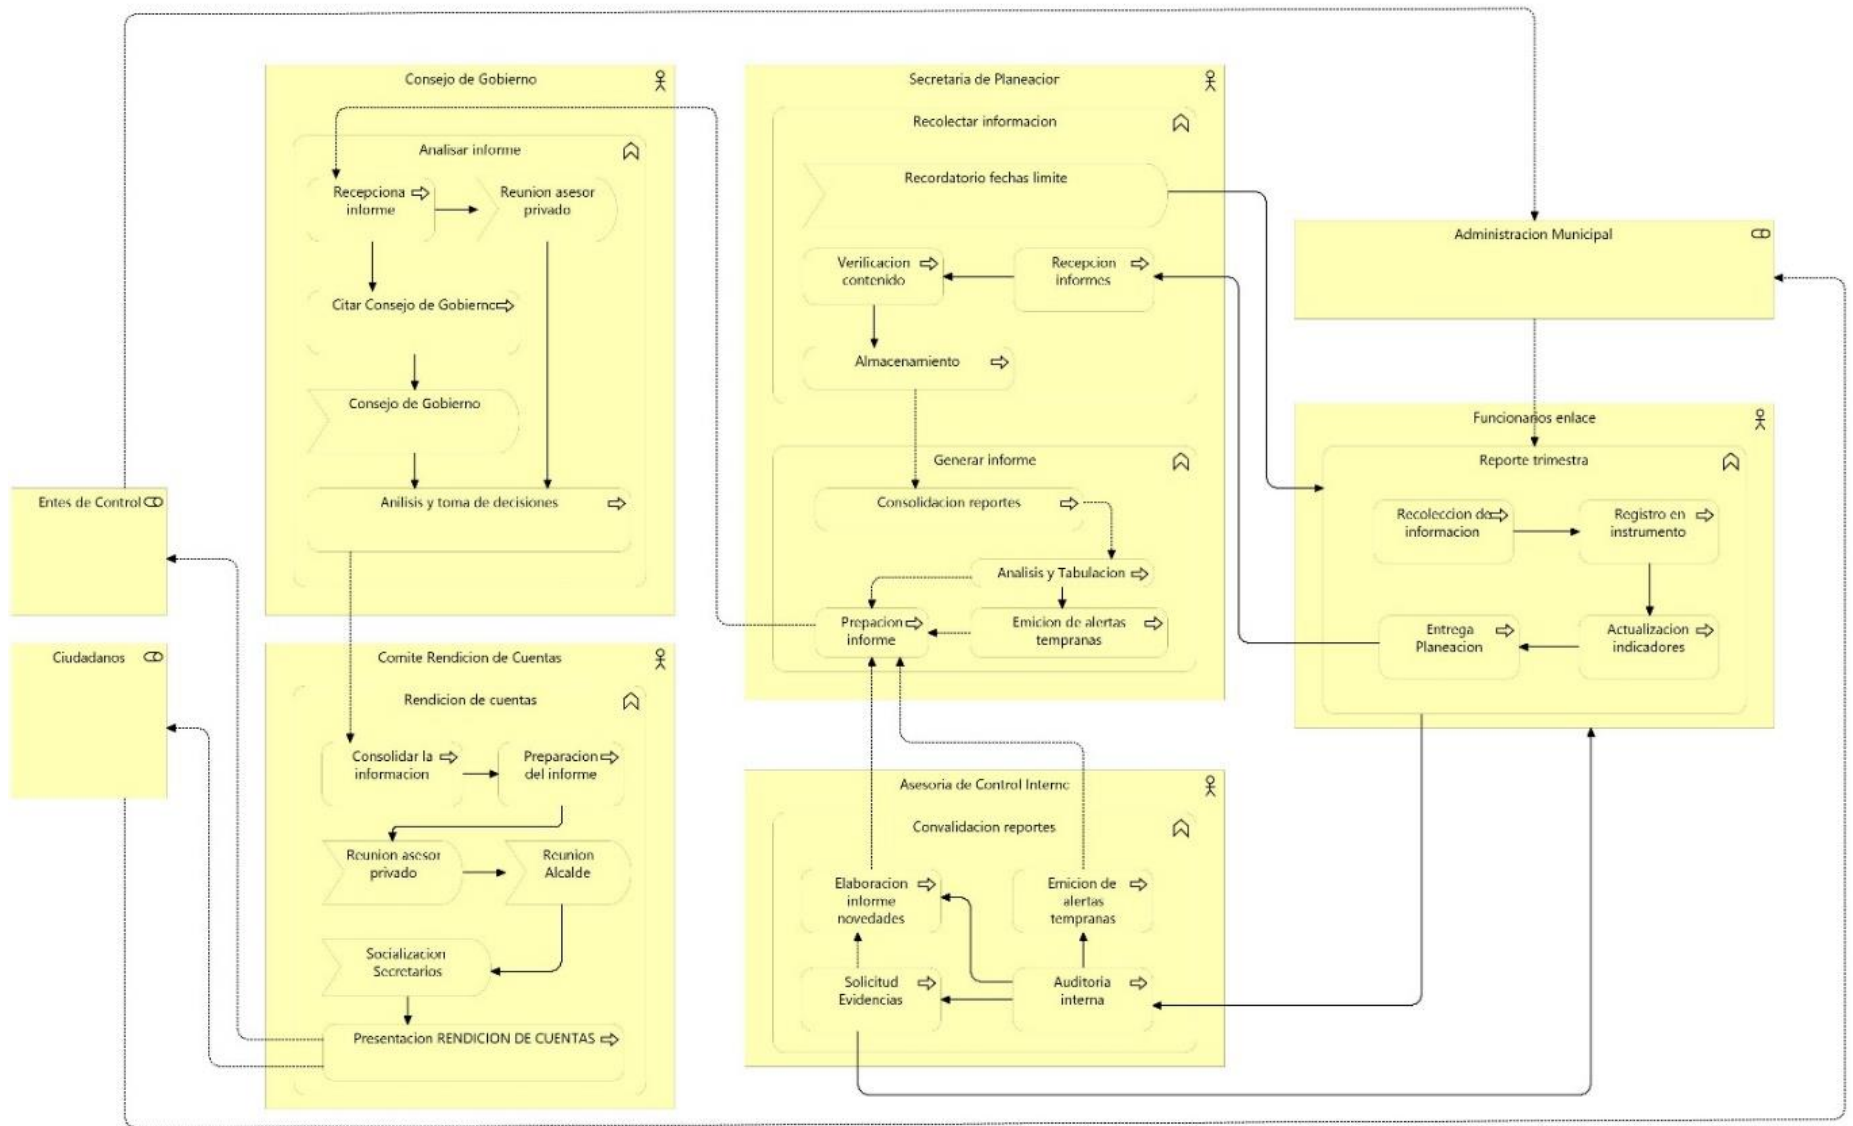 Consejo de Gobierno
Analisar informe
Recepciona
informe
Reunion asesor
privado
Citar Consejo de Gobierno
Consejo de Gobierno
Anilisis y toma de decisiones
Secretaria de Planeacior
Recolectar informacion
Recordatorio fechas limite
Verificacion
contenido
Recepcion
informes
Almacenamiento
Generar informe
Consolidacion reportes
Analisis y Tabulacion
Prepacion
informe
Emicion de alertas
tempranas
Administracion Municipal
Funcionarios enlace
Reporte trimestra
Recoleccion de
informacion
Registro en
instrumento
Entrega
Planeacion
Actualizacion
indicadores
Entes de Control
Ciudadanos
Comite Rendicion de Cuentas
Rendicion de cuentas
Consolidar la
informacion
Preparacion
del informe
Reunion asesor
privado
Reunion
Alcalde
Socializacion
Secretarios
Presentacion RENDICION DE CUENTAS
Asesoria de Control Interno
Convalidacion reportes
Elaboracion
informe
novedades
Emicion de
alertas
tempranas
Solicitud
Evidencias
Auditoria
interna